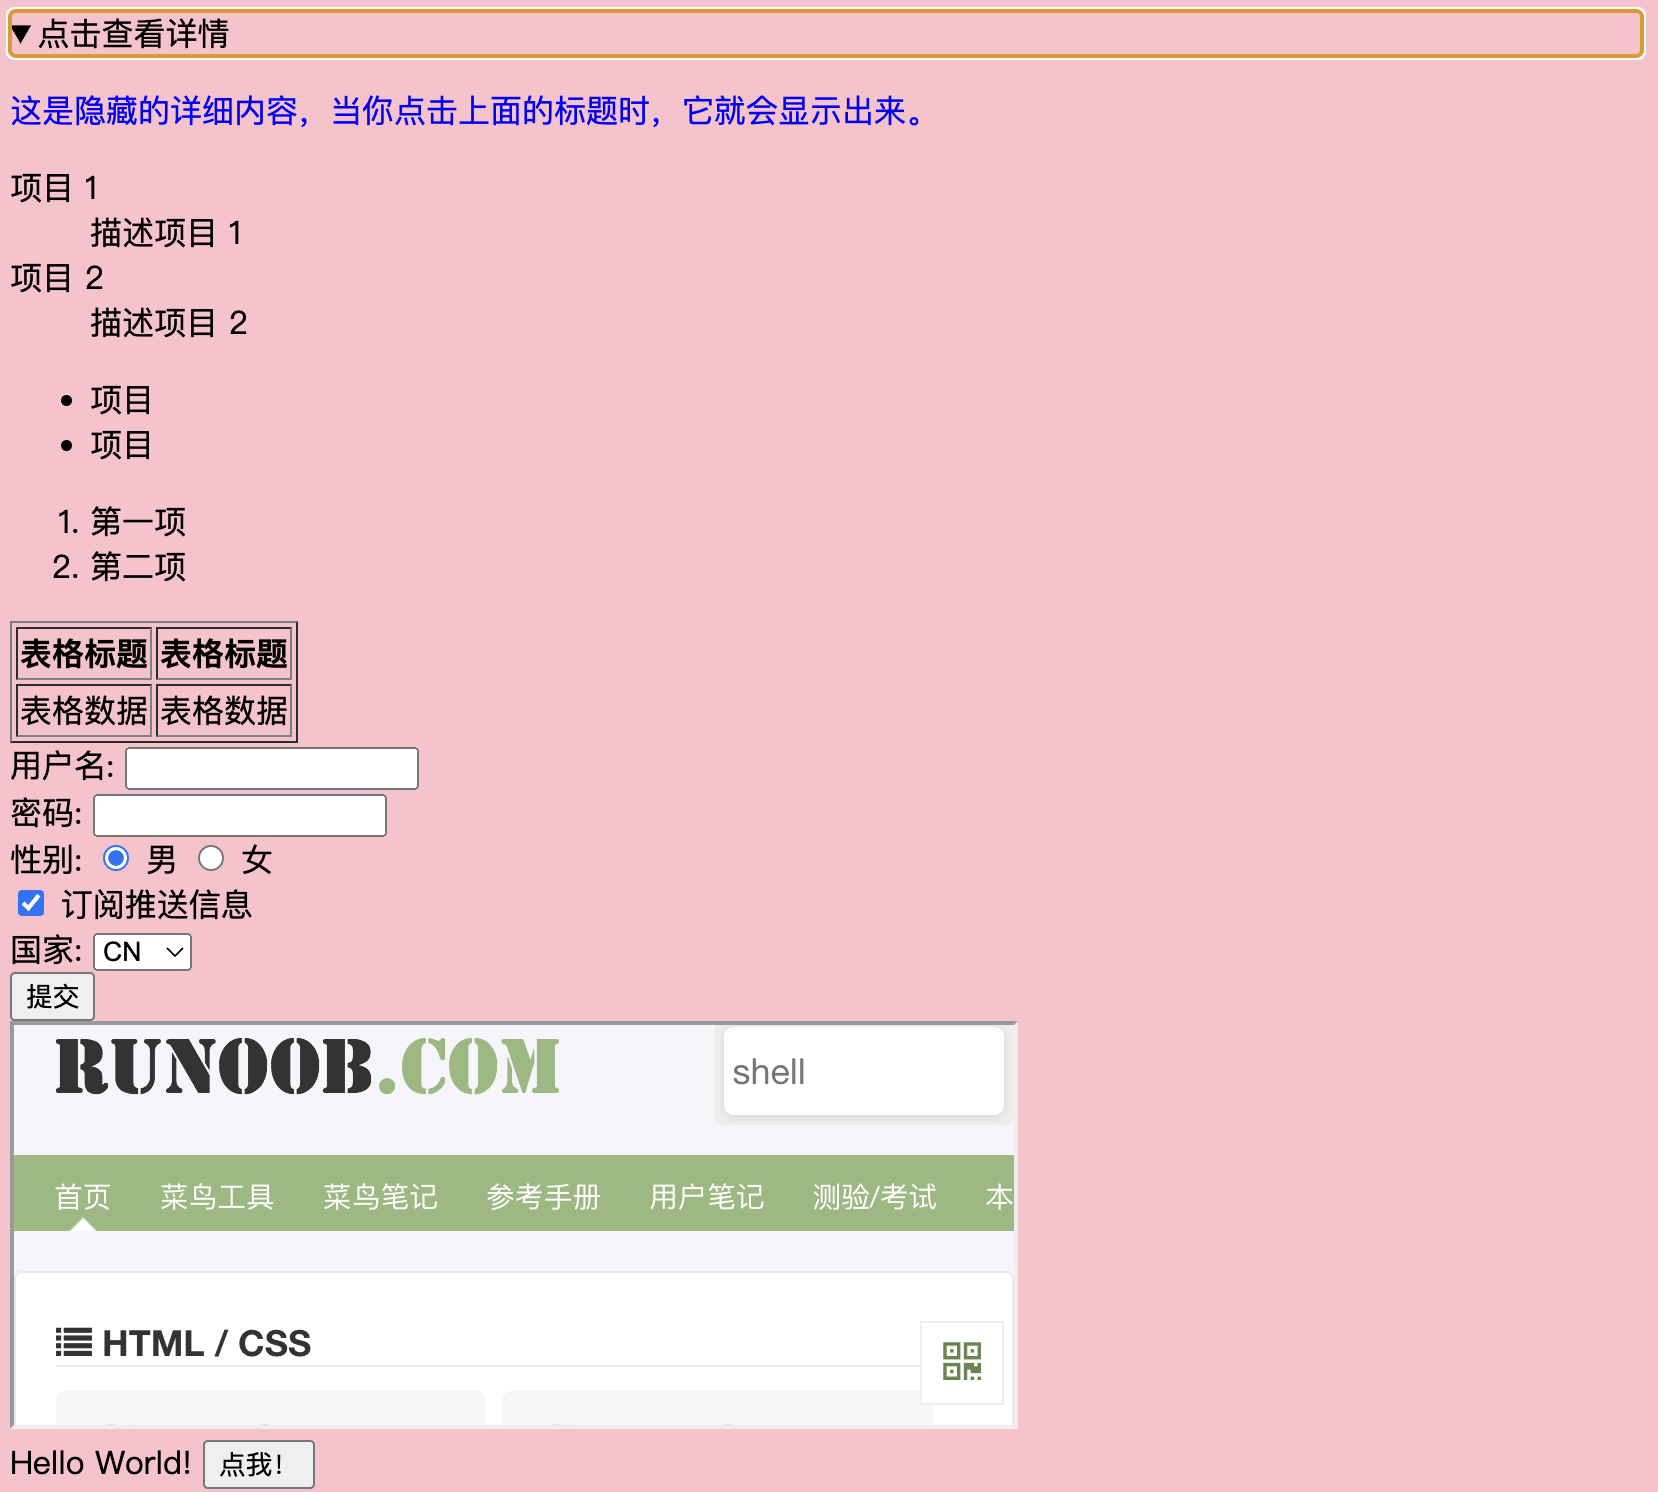 点击查看详情
这是隐藏的详细内容，当你点击上面的标题时，它就会显示出来。
项目 1
描述项目 1
项目 2
描述项目 2
项目
项目
1. 第一项
2. 第二项
表格标题 表格标题
表格数据 表格数据
用户名:
密码:
性别: 男 女
订阅推送信息
国家: CN
提交
RUNOOB.COM shell
首页 菜鸟工具 菜鸟笔记 参考手册 用户笔记 测验/考试 本
HTML / CSS
Hello World! 点我！